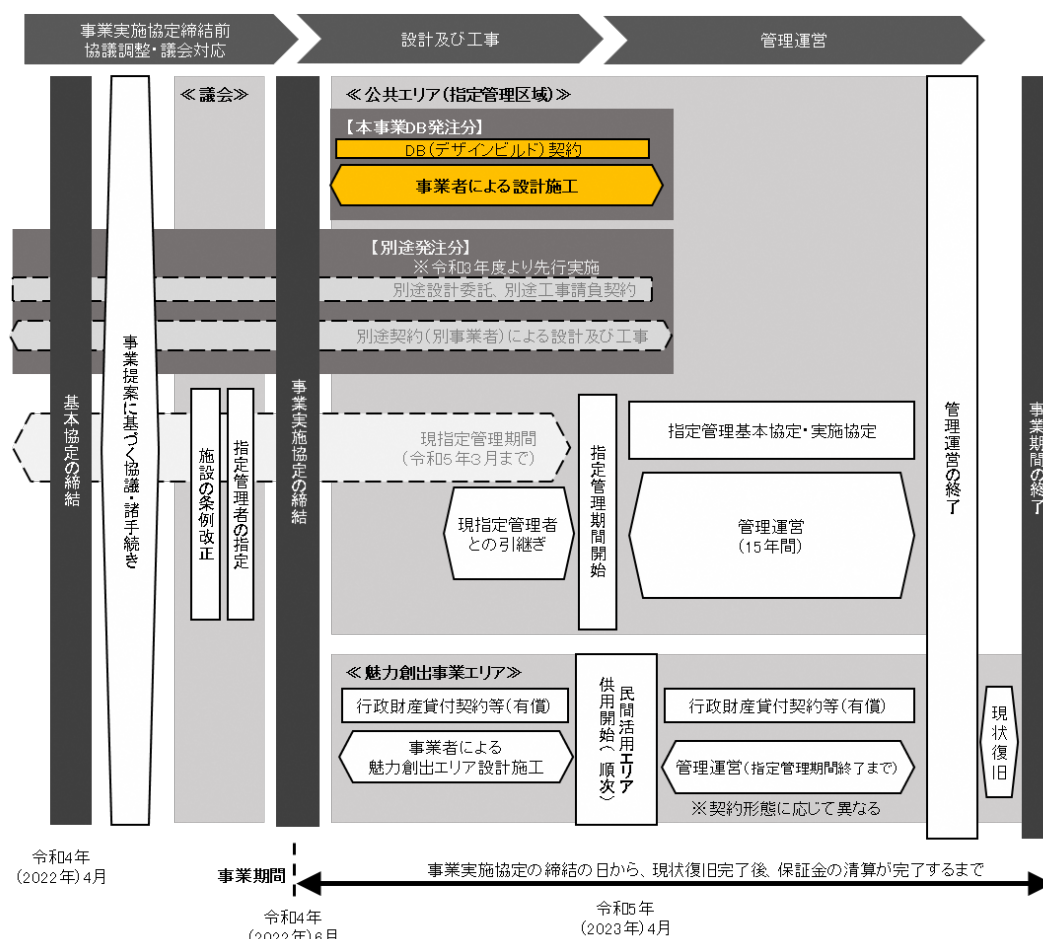 事業実施協定締結前
協議調整・議会対応
設計及び工事
管理運営
≪議会≫
≪公共エリア（指定管理区域）≫
【本事業DB発注分】
DB（デザインビルド）契約
事業者による設計施工
【別途発注分】
※令和3年度より先行実施
別途設計委託、別途工事請負契約
別途契約（別事業者）による設計及び工事
基本協定の締結
事業提案に基づく協議・諸手続き
施設の条例改正
指定管理者の指定
事業実施協定の締結
現指定管理期間
（令和5年3月まで）
現指定管理者
との引継ぎ
指定管理期間開始
指定管理基本協定・実施協定
管理運営
（15年間）
管理運営の終了
事業期間の終了
≪魅力創出事業エリア≫
行政財産貸付契約等（有償）
事業者による
魅力創出エリア設計施工
民間活用エリア
供用開始（順次）
行政財産貸付契約等（有償）
管理運営（指定管理期間終了まで）
※契約形態に応じて異なる
現状復旧
令和4年
（2022年）4月
事業期間
事業実施協定の締結の日から、現状復旧完了後、保証金の清算が完了するまで
令和4年
（2022年）6月
令和5年
（2023年）4月